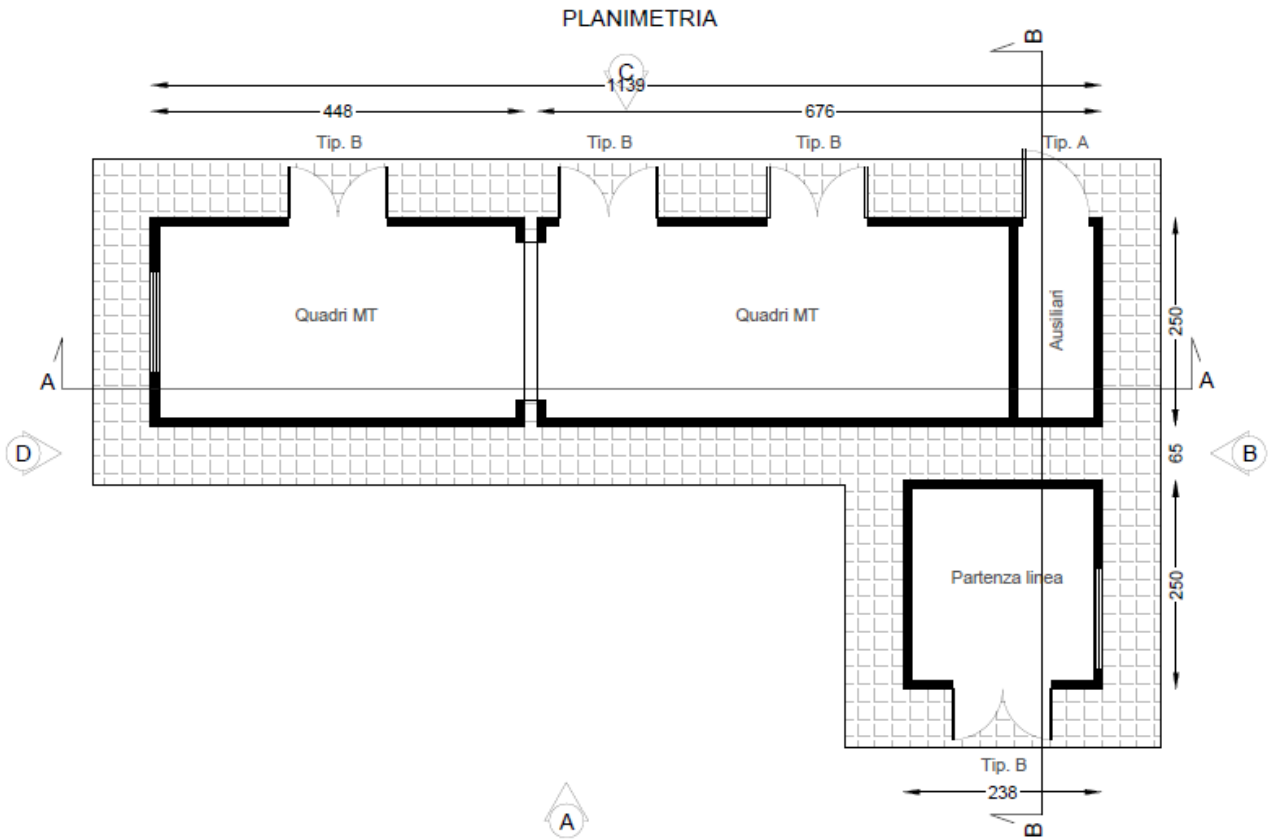 PLANIMETRIA
B
C
1139
448
676
Tip. B
Tip. B
Tip. B
Tip. A
Quadri MT
Quadri MT
Ausiliari
250
A
A
D
65
B
Partenza linea
250
Tip. B
238
A
B